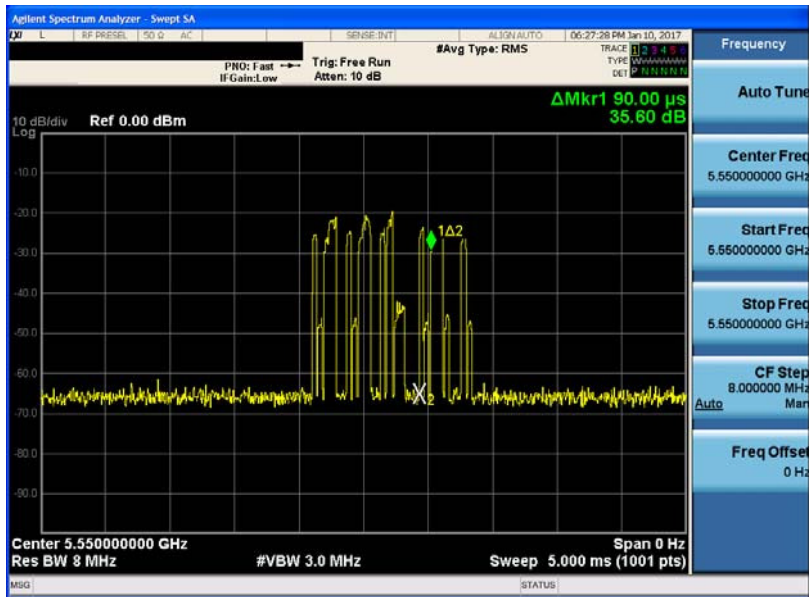 Agilent Spectrum Analyzer - Swept SA
LXI L RF PRESEL 50 Ω AC SENSE:INT ALIGN AUTO 06:27:28 PM Jan 10, 2017
#Avg Type: RMS
TRACE 1 2 3 4 5 6
PNO: Fast Trig: Free Run
TYPE W
IFGain:Low Atten: 10 dB
DET P N N N N N
ΔMkr1 90.00 µs
35.60 dB
10 dB/div Ref 0.00 dBm
Log
-10.0
-20.0
-30.0
-40.0
-50.0
-60.0
-70.0
-80.0
-90.0
1Δ2
X2
Center 5.550000000 GHz Span 0 Hz
Res BW 8 MHz #VBW 3.0 MHz Sweep 5.000 ms (1001 pts)
MSG STATUS
Frequency
Auto Tune
Center Freq
5.550000000 GHz
Start Freq
5.550000000 GHz
Stop Freq
5.550000000 GHz
CF Step
8.000000 MHz
Auto Man
Freq Offset
0 Hz